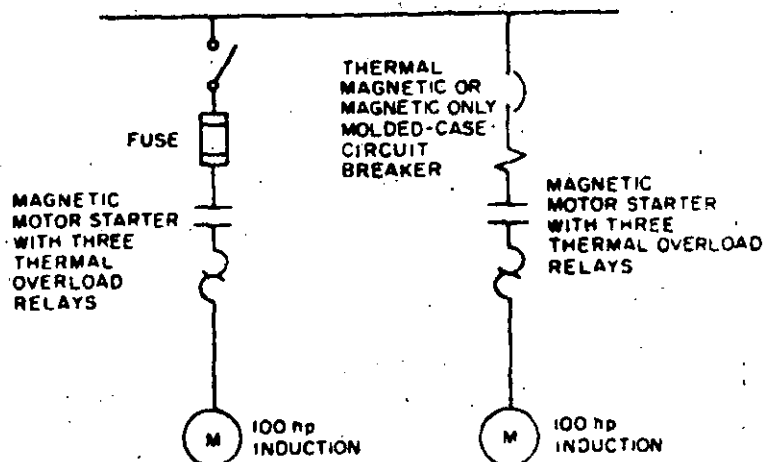 FUSE
MAGNETIC
MOTOR STARTER
WITH THREE
THERMAL
OVERLOAD
RELAYS
M
100 hp
INDUCTION
THERMAL
MAGNETIC OR
MAGNETIC ONLY
MOLDED-CASE
CIRCUIT
BREAKER
MAGNETIC
MOTOR STARTER
WITH THREE
THERMAL OVERLOAD
RELAYS
M
100 hp
INDUCTION